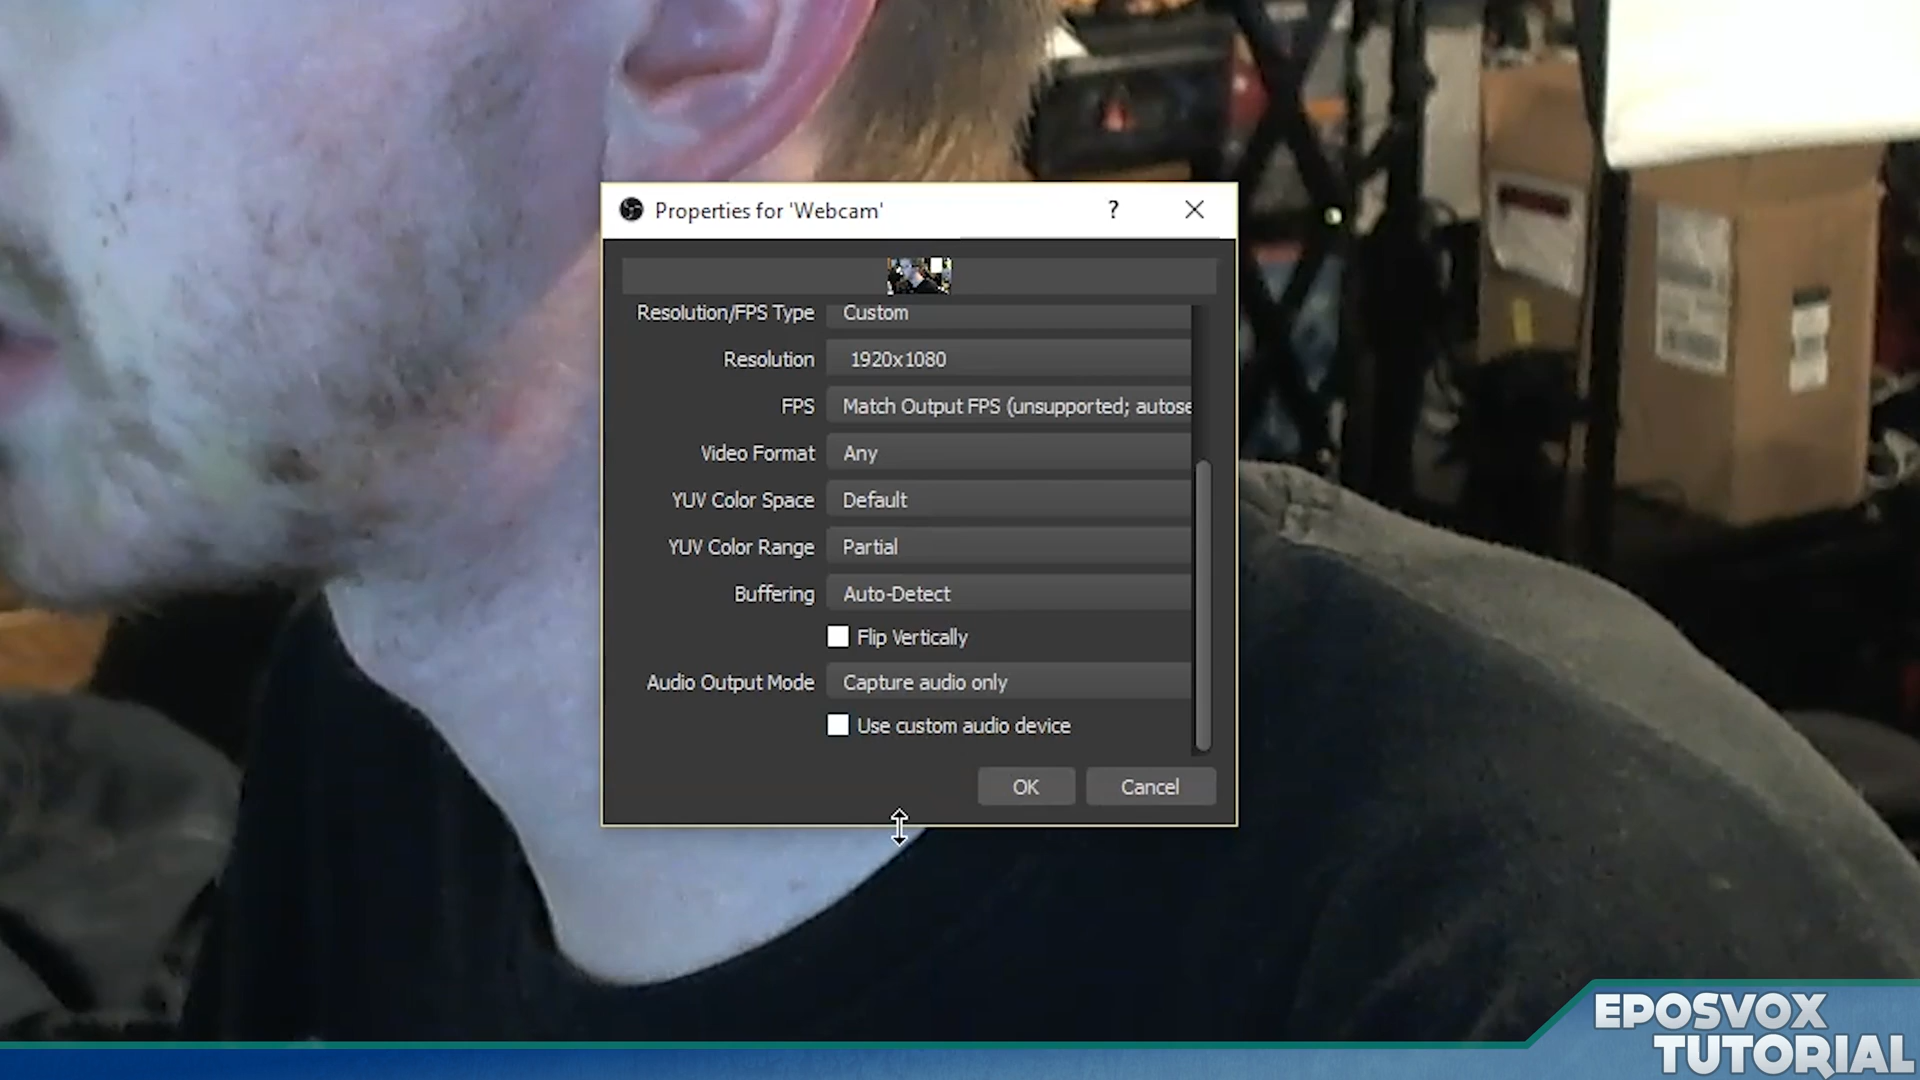 Properties for 'Webcam'
?
Resolution/FPS Type Custom
Resolution 1920x1080
FPS Match Output FPS (unsupported; autose
Video Format Any
YUV Color Space Default
YUV Color Range Partial
Buffering Auto-Detect
Flip Vertically
Audio Output Mode Capture audio only
Use custom audio device
OK Cancel
EPOSVOX
TUTORIAL